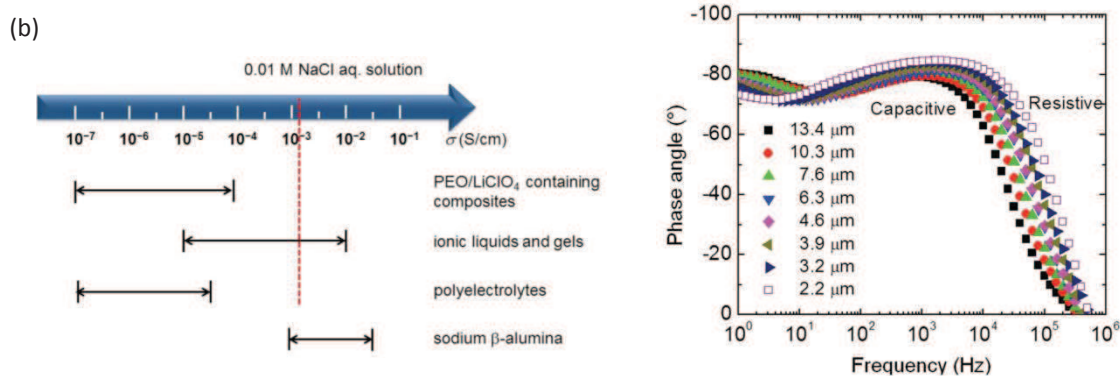 (b)
0.01 M NaCl aq. solution
10⁻⁷ 10⁻⁶ 10⁻⁵ 10⁻⁴ 10⁻³ 10⁻² 10⁻¹ σ(S/cm)
PEO/LiClO₄ containing
composites
ionic liquids and gels
polyelectrolytes
sodium β-alumina
-100
-80
-60
-40
-20
0
Phase angle (°)
Capacitive
Resistive
13.4 μm
10.3 μm
7.6 μm
6.3 μm
4.6 μm
3.9 μm
3.2 μm
2.2 μm
10⁰ 10¹ 10² 10³ 10⁴ 10⁵ 10⁶
Frequency (Hz)